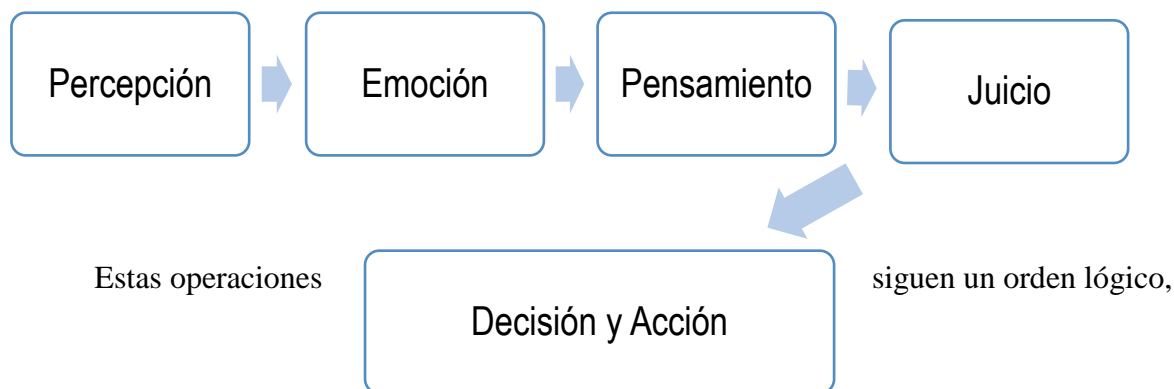 Percepción
Emoción
Pensamiento
Juicio
Estas operaciones
siguen un orden lógico,
Decisión y Acción